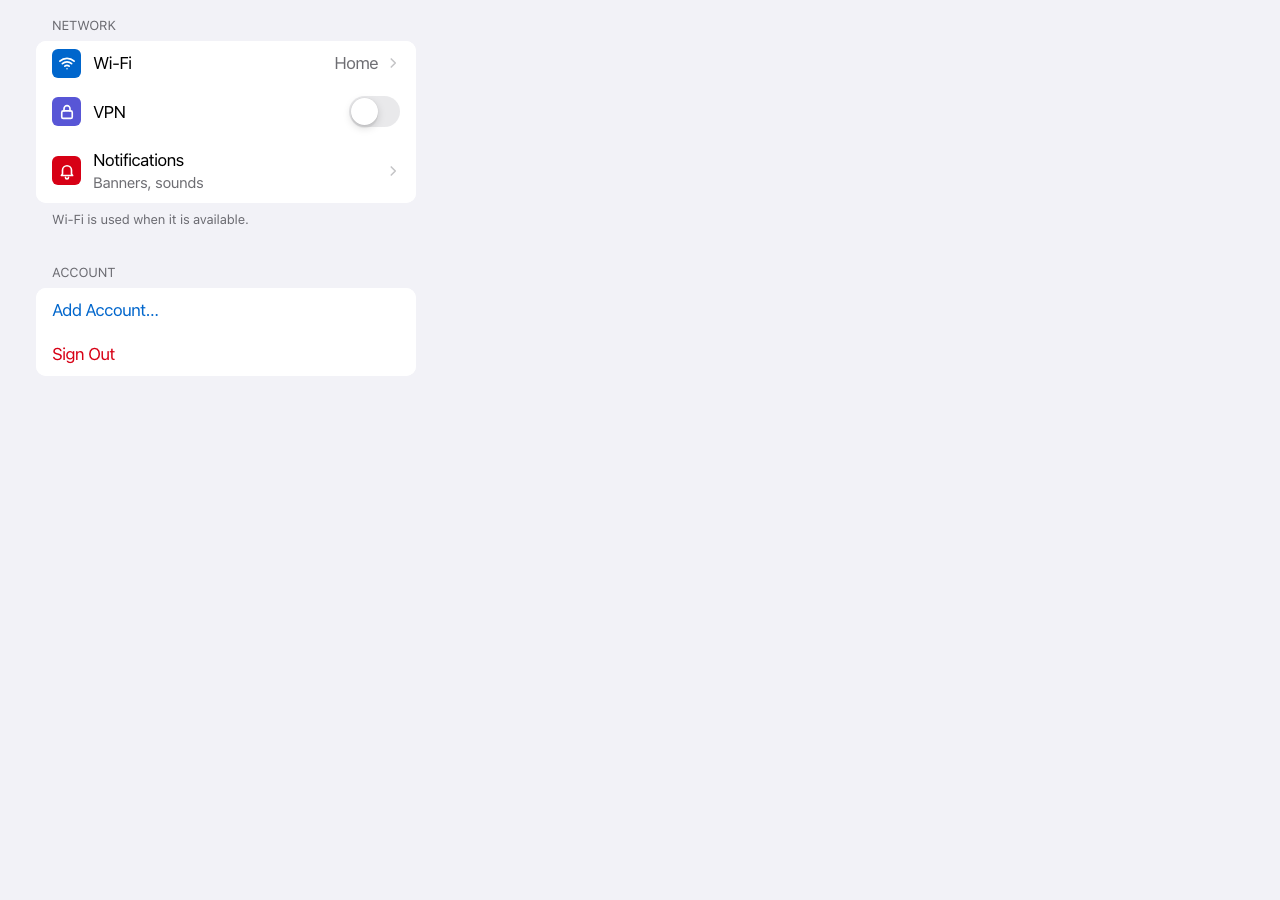 NETWORK
Wi-Fi
Home
VPN
Notifications
Banners, sounds
Wi-Fi is used when it is available.
ACCOUNT
Add Account…
Sign Out